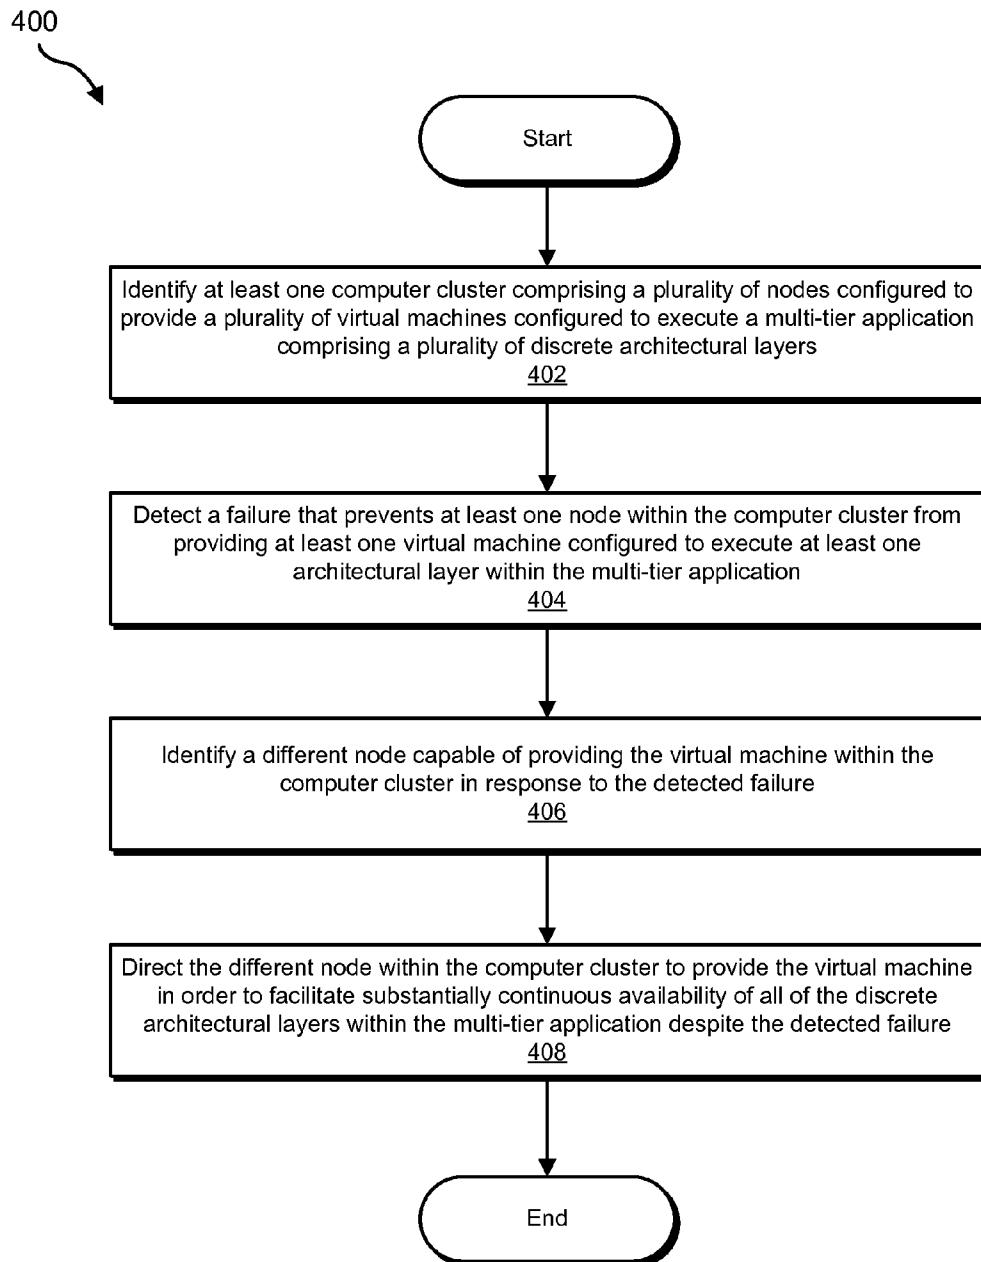 400
Start
Identify at least one computer cluster comprising a plurality of nodes configured to
provide a plurality of virtual machines configured to execute a multi-tier application
comprising a plurality of discrete architectural layers
402
Detect a failure that prevents at least one node within the computer cluster from
providing at least one virtual machine configured to execute at least one
architectural layer within the multi-tier application
404
Identify a different node capable of providing the virtual machine within the
computer cluster in response to the detected failure
406
Direct the different node within the computer cluster to provide the virtual machine
in order to facilitate substantially continuous availability of all of the discrete
architectural layers within the multi-tier application despite the detected failure
408
End